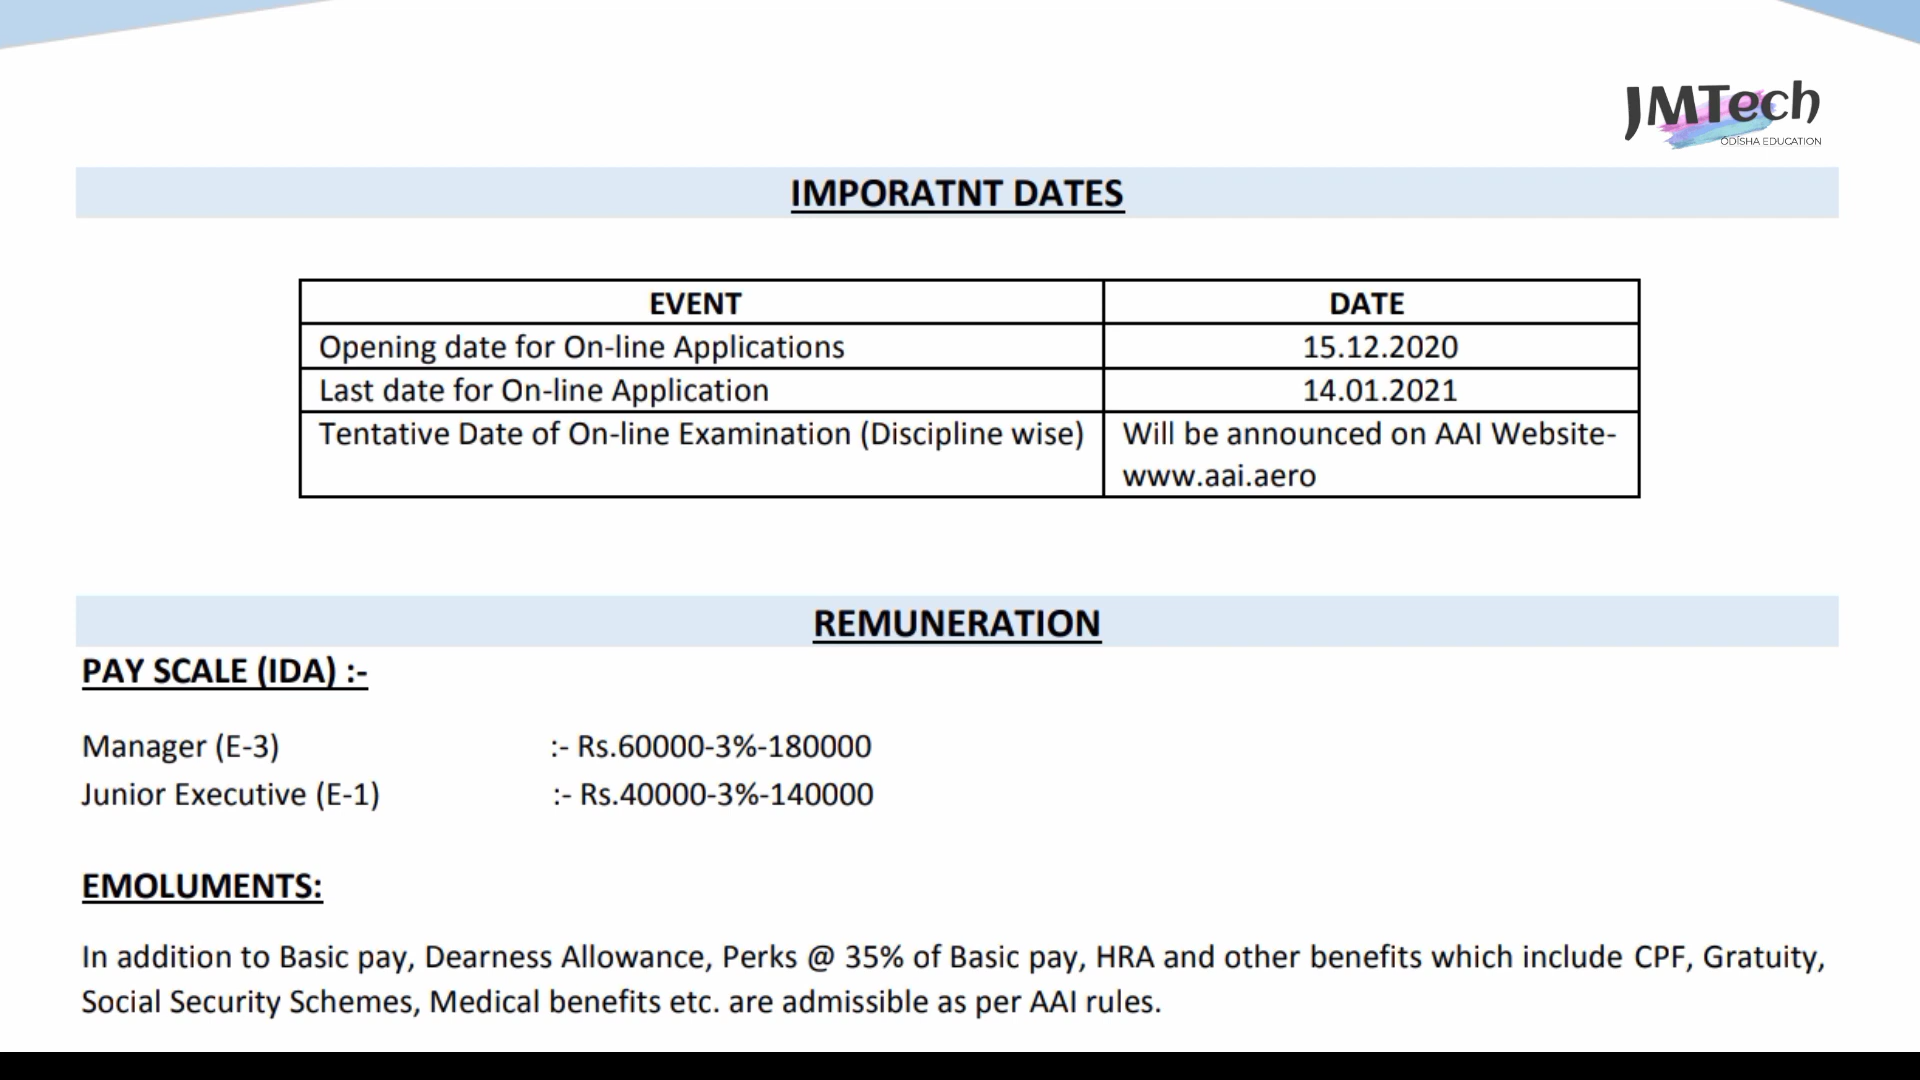 JMTech
ODISHA EDUCATION
IMPORATNT DATES
EVENT DATE
Opening date for On-line Applications 15.12.2020
Last date for On-line Application 14.01.2021
Tentative Date of On-line Examination (Discipline wise) Will be announced on AAI Website-
www.aai.aero
REMUNERATION
PAY SCALE (IDA) :-
Manager (E-3) :- Rs.60000-3%-180000
Junior Executive (E-1) :- Rs.40000-3%-140000
EMOLUMENTS:
In addition to Basic pay, Dearness Allowance, Perks @ 35% of Basic pay, HRA and other benefits which include CPF, Gratuity,
Social Security Schemes, Medical benefits etc. are admissible as per AAI rules.